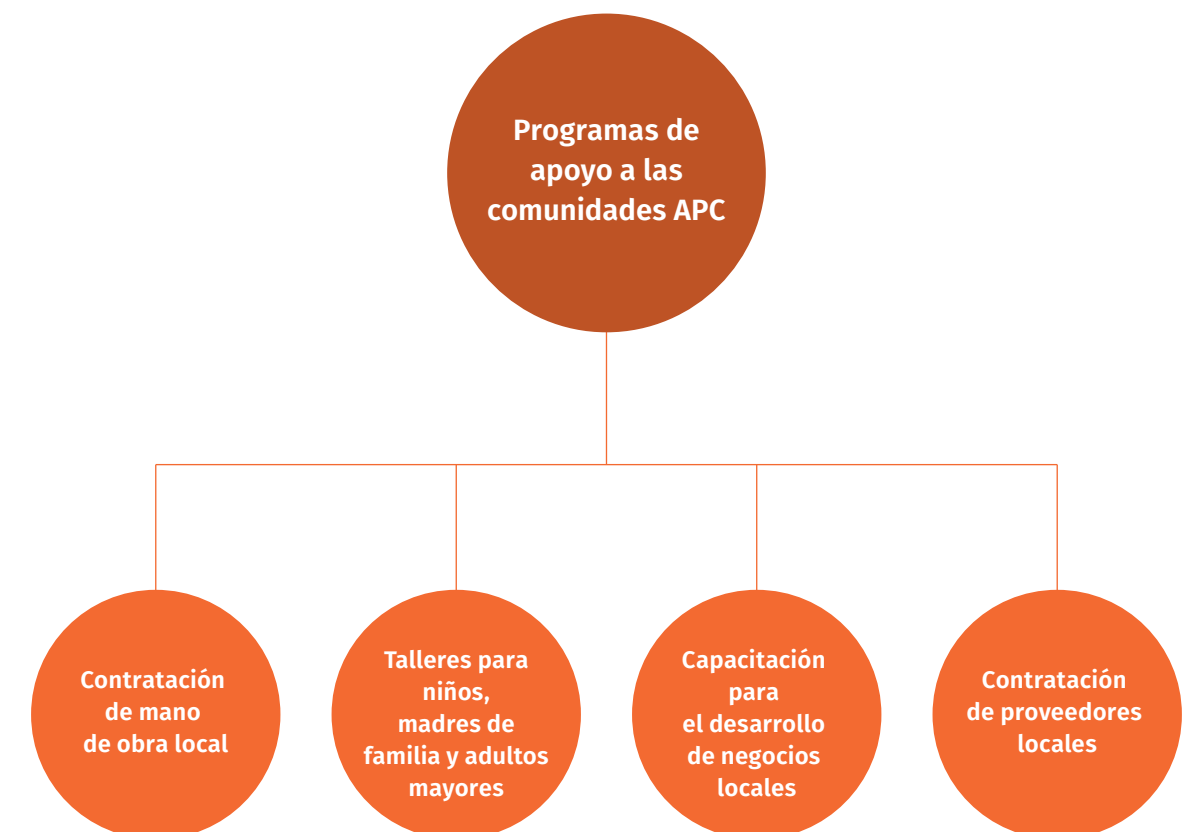 Programas de
apoyo a las
comunidades APC
Contratación
de mano
de obra local
Talleres para
niños,
madres de
familia y adultos
mayores
Capacitación
para
el desarrollo
de negocios
locales
Contratación
de proveedores
locales